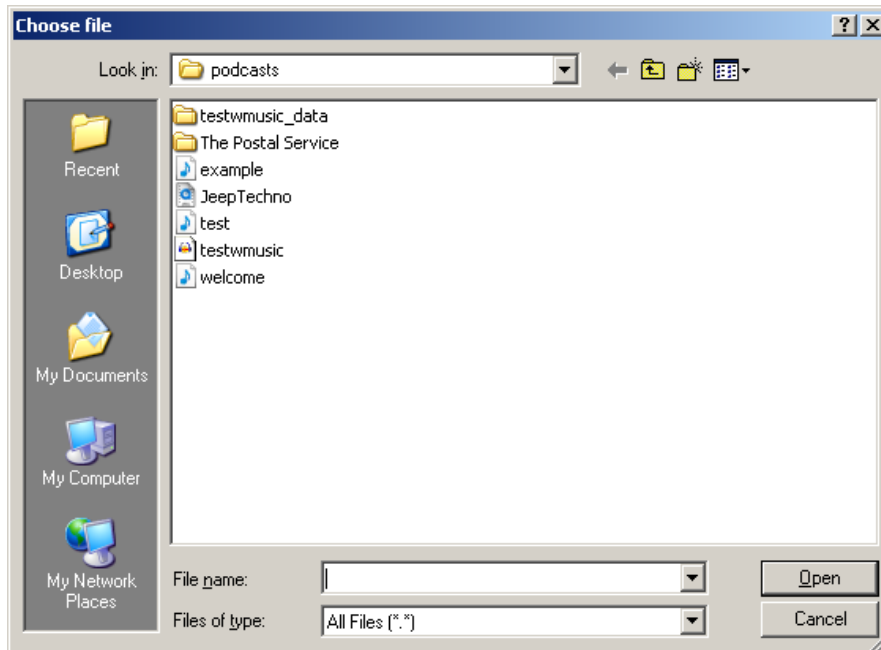 Choose file
Look in:
podcasts
Recent
Desktop
My Documents
My Computer
My Network
Places
testwmusic_data
The Postal Service
example
JeepTechno
test
testwmusic
welcome
File name:
Open
Files of type:
All Files (*.*)
Cancel